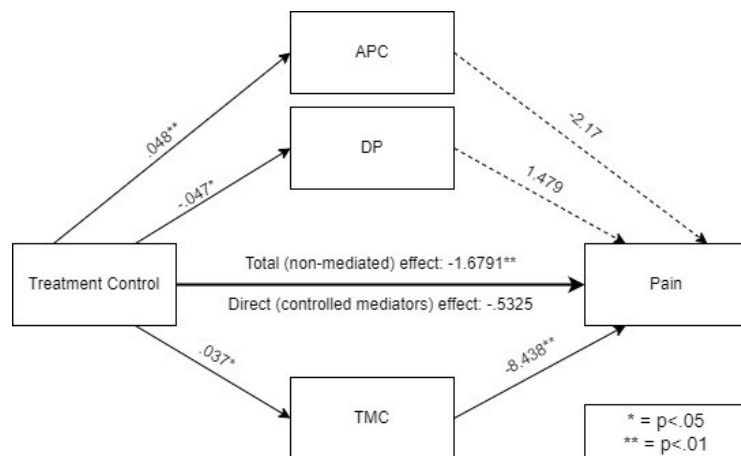 APC
.048**
-2.17
DP
-.047*
1.479
Total (non-mediated) effect: -1.6791**
Treatment Control
Pain
Direct (controlled mediators) effect: -.5325
.037*
-8.438**
TMC
* = p<.05
** = p<.01